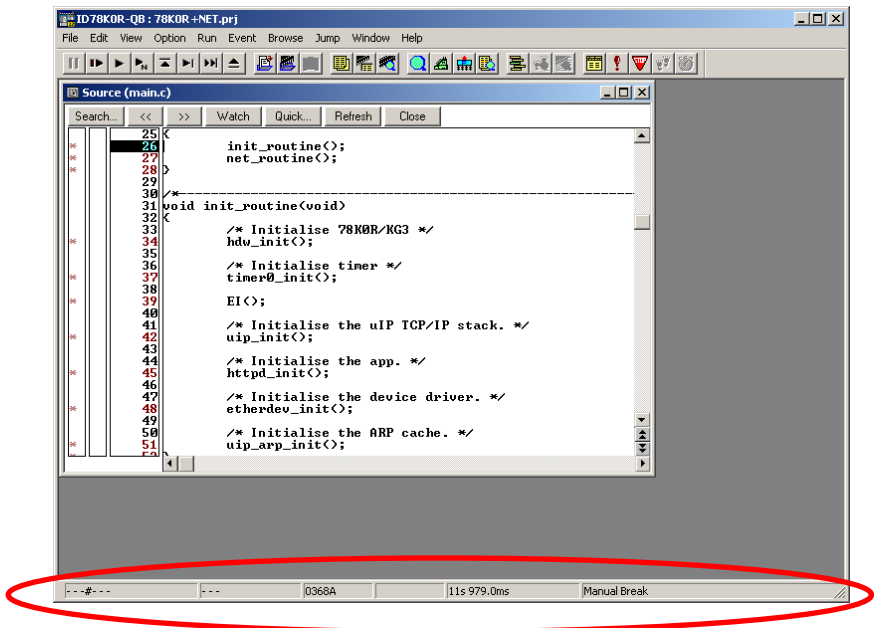 ID78K0R-QB : 78K0R+NET.prj
File Edit View Option Run Event Browse Jump Window Help
Source (main.c)
Search... << >> Watch Quick... Refresh Close
25 {
26 init_routine();
27 net_routine();
28 }
29
30 /*----------------------------------------------------------
31 void init_routine(void)
32 {
33 /* Initialise 78K0R/KG3 */
34 hdw_init();
35
36 /* Initialise timer */
37 timer0_init();
38
39 EI();
40
41 /* Initialise the uIP TCP/IP stack. */
42 uip_init();
43
44 /* Initialise the app. */
45 httpd_init();
46
47 /* Initialise the device driver. */
48 etherdev_init();
49
50 /* Initialise the ARP cache. */
51 uip_arp_init();
---#--- --- 0368A 11s 979.0ms Manual Break